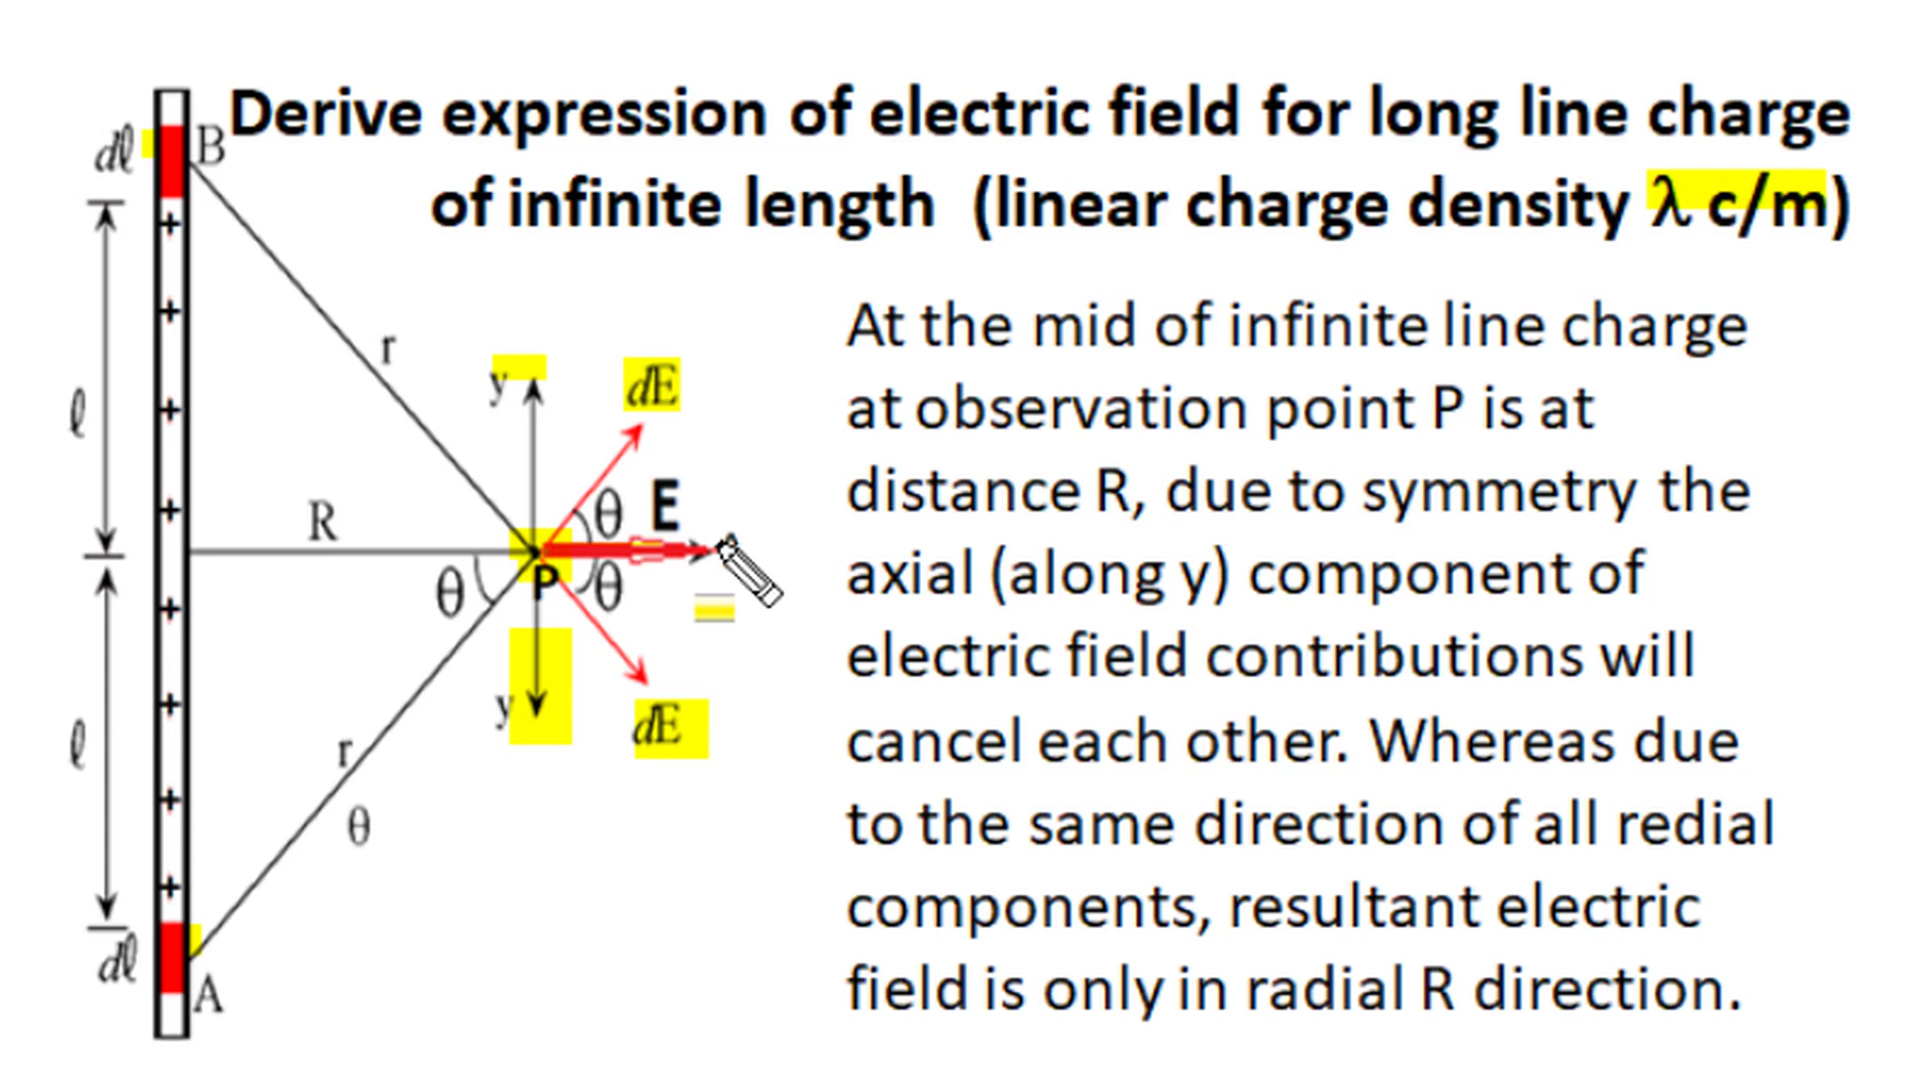 Derive expression of electric field for long line charge
of infinite length (linear charge density λ c/m)
At the mid of infinite line charge
at observation point P is at
distance R, due to symmetry the
axial (along y) component of
electric field contributions will
cancel each other. Whereas due
to the same direction of all redial
components, resultant electric
field is only in radial R direction.
dℓ
B
+
+
r
y
dE
ℓ
+
+
θ
E
R
P
θ
θ
+
+
y
dE
ℓ
r
+
θ
+
dℓ
A